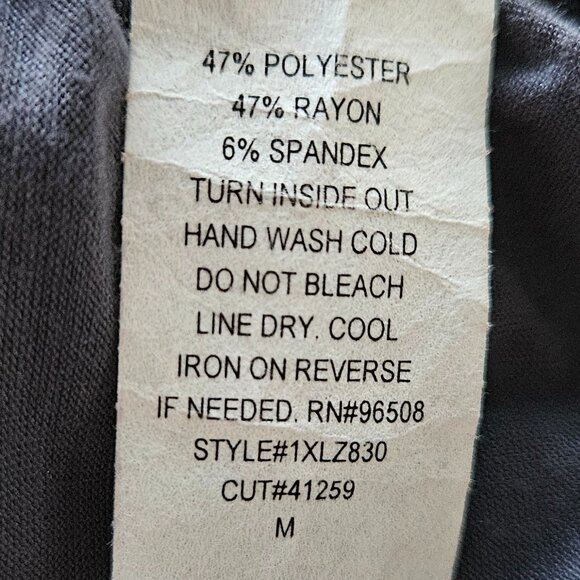 47% POLYESTER
47% RAYON
6% SPANDEX
TURN INSIDE OUT
HAND WASH COLD
DO NOT BLEACH
LINE DRY. COOL
IRON ON REVERSE
IF NEEDED. RN#96508
STYLE#1XLZ830
CUT#41259
M